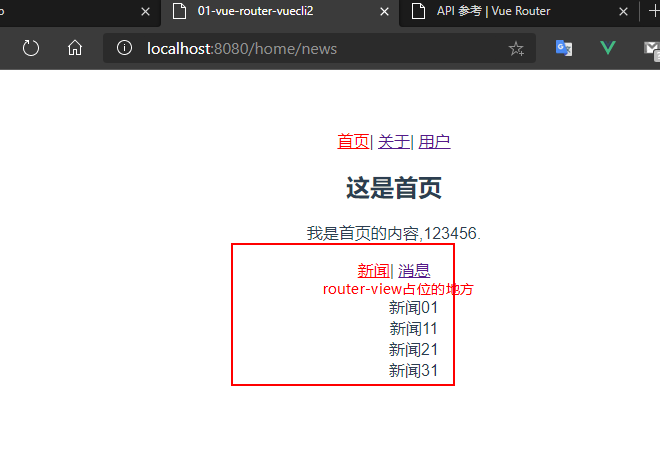 01-vue-router-vuecli2
API 参考 | Vue Router
localhost:8080/home/news
首页| 关于| 用户
这是首页
我是首页的内容,123456.
新闻| 消息
router-view占位的地方
新闻01
新闻11
新闻21
新闻31